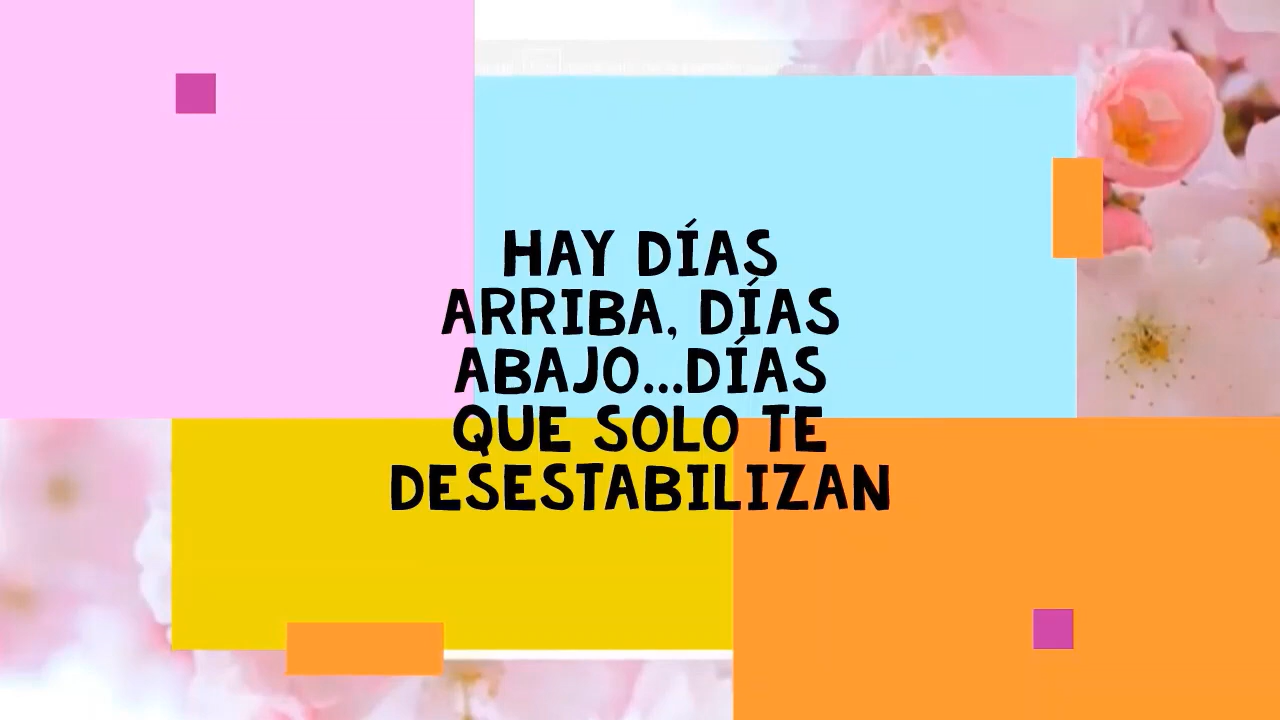 HAY DÍAS
ARRIBA, DÍAS
ABAJO...DÍAS
QUE SOLO TE
DESESTABILIZAN